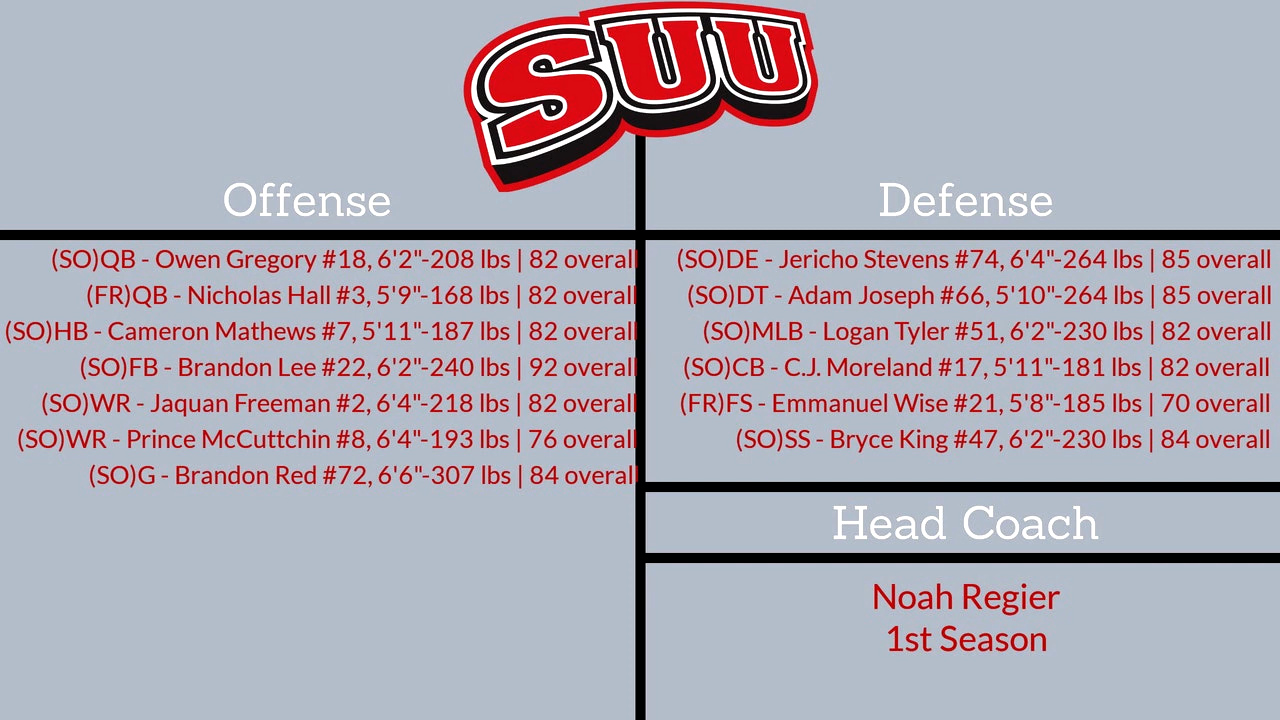 SUU
Offense
(SO)QB - Owen Gregory #18, 6'2"-208 lbs | 82 overall
(FR)QB - Nicholas Hall #3, 5'9"-168 lbs | 82 overall
(SO)HB - Cameron Mathews #7, 5'11"-187 lbs | 82 overall
(SO)FB - Brandon Lee #22, 6'2"-240 lbs | 92 overall
(SO)WR - Jaquan Freeman #2, 6'4"-218 lbs | 82 overall
(SO)WR - Prince McCuttchin #8, 6'4"-193 lbs | 76 overall
(SO)G - Brandon Red #72, 6'6"-307 lbs | 84 overall
Defense
(SO)DE - Jericho Stevens #74, 6'4"-264 lbs | 85 overall
(SO)DT - Adam Joseph #66, 5'10"-264 lbs | 85 overall
(SO)MLB - Logan Tyler #51, 6'2"-230 lbs | 82 overall
(SO)CB - C.J. Moreland #17, 5'11"-181 lbs | 82 overall
(FR)FS - Emmanuel Wise #21, 5'8"-185 lbs | 70 overall
(SO)SS - Bryce King #47, 6'2"-230 lbs | 84 overall
Head Coach
Noah Regier
1st Season